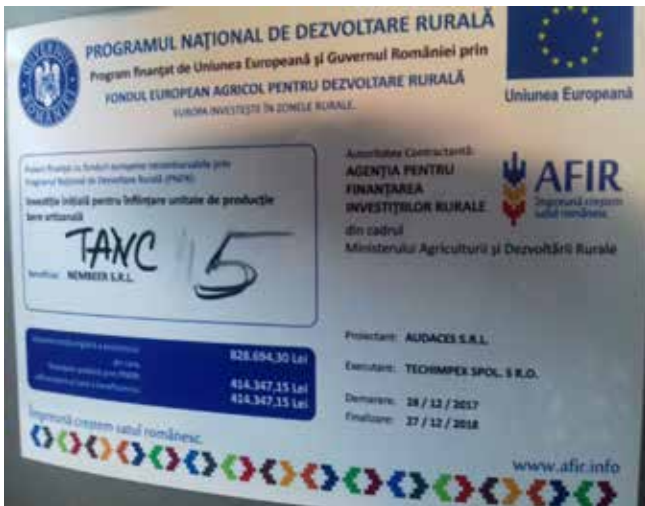 PROGRAMUL NAȚIONAL DE DEZVOLTARE RURALĂ
Program finanțat de Uniunea Europeană și Guvernul României prin
FONDUL EUROPEAN AGRICOL PENTRU DEZVOLTARE RURALĂ
EUROPA INVESTEȘTE ÎN ZONELE RURALE.
GUVERNUL ROMÂNIEI
Uniunea Europeană
Proiect finanțat cu fonduri europene nerambursabile prin
Programul Național de Dezvoltare Rurală (PNDR)
Investiție inițială pentru înființare unitate de producție
bere artizanală
TANC 15
Beneficiar: NEMBEER S.R.L.
Autoritatea Contractantă:
AGENȚIA PENTRU
FINANȚAREA
INVESTIȚIILOR RURALE
din cadrul
Ministerului Agriculturii și Dezvoltării Rurale
AFIR
Împreună creștem
satul românesc
828.694,30 Lei
din care
414.347,15 Lei
414.347,15 Lei
Proiectant: AUDACES S.R.L.
Executant: TECHIMPEX SPOL. S R.O.
Demarare: 28 / 12 / 2017
Finalizare: 27 / 12 / 2018
Împreună creștem satul românesc.
www.afir.info